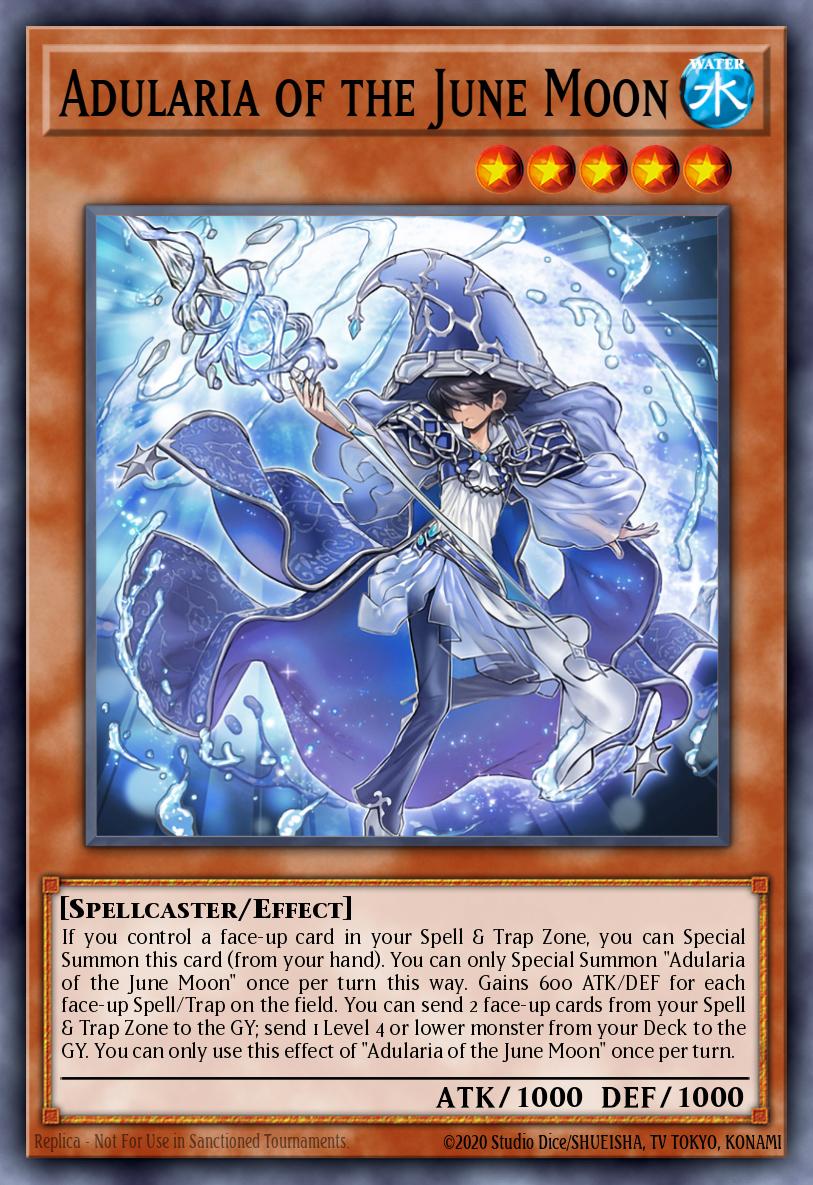 Adularia of the June Moon
WATER
水
[Spellcaster/Effect]
If you control a face-up card in your Spell & Trap Zone, you can Special
Summon this card (from your hand). You can only Special Summon "Adularia
of the June Moon" once per turn this way. Gains 600 ATK/DEF for each
face-up Spell/Trap on the field. You can send 2 face-up cards from your Spell
& Trap Zone to the GY; send 1 Level 4 or lower monster from your Deck to the
GY. You can only use this effect of "Adularia of the June Moon" once per turn.
ATK/1000 DEF/1000
Replica - Not For Use in Sanctioned Tournaments.
©2020 Studio Dice/SHUEISHA, TV TOKYO, KONAMI